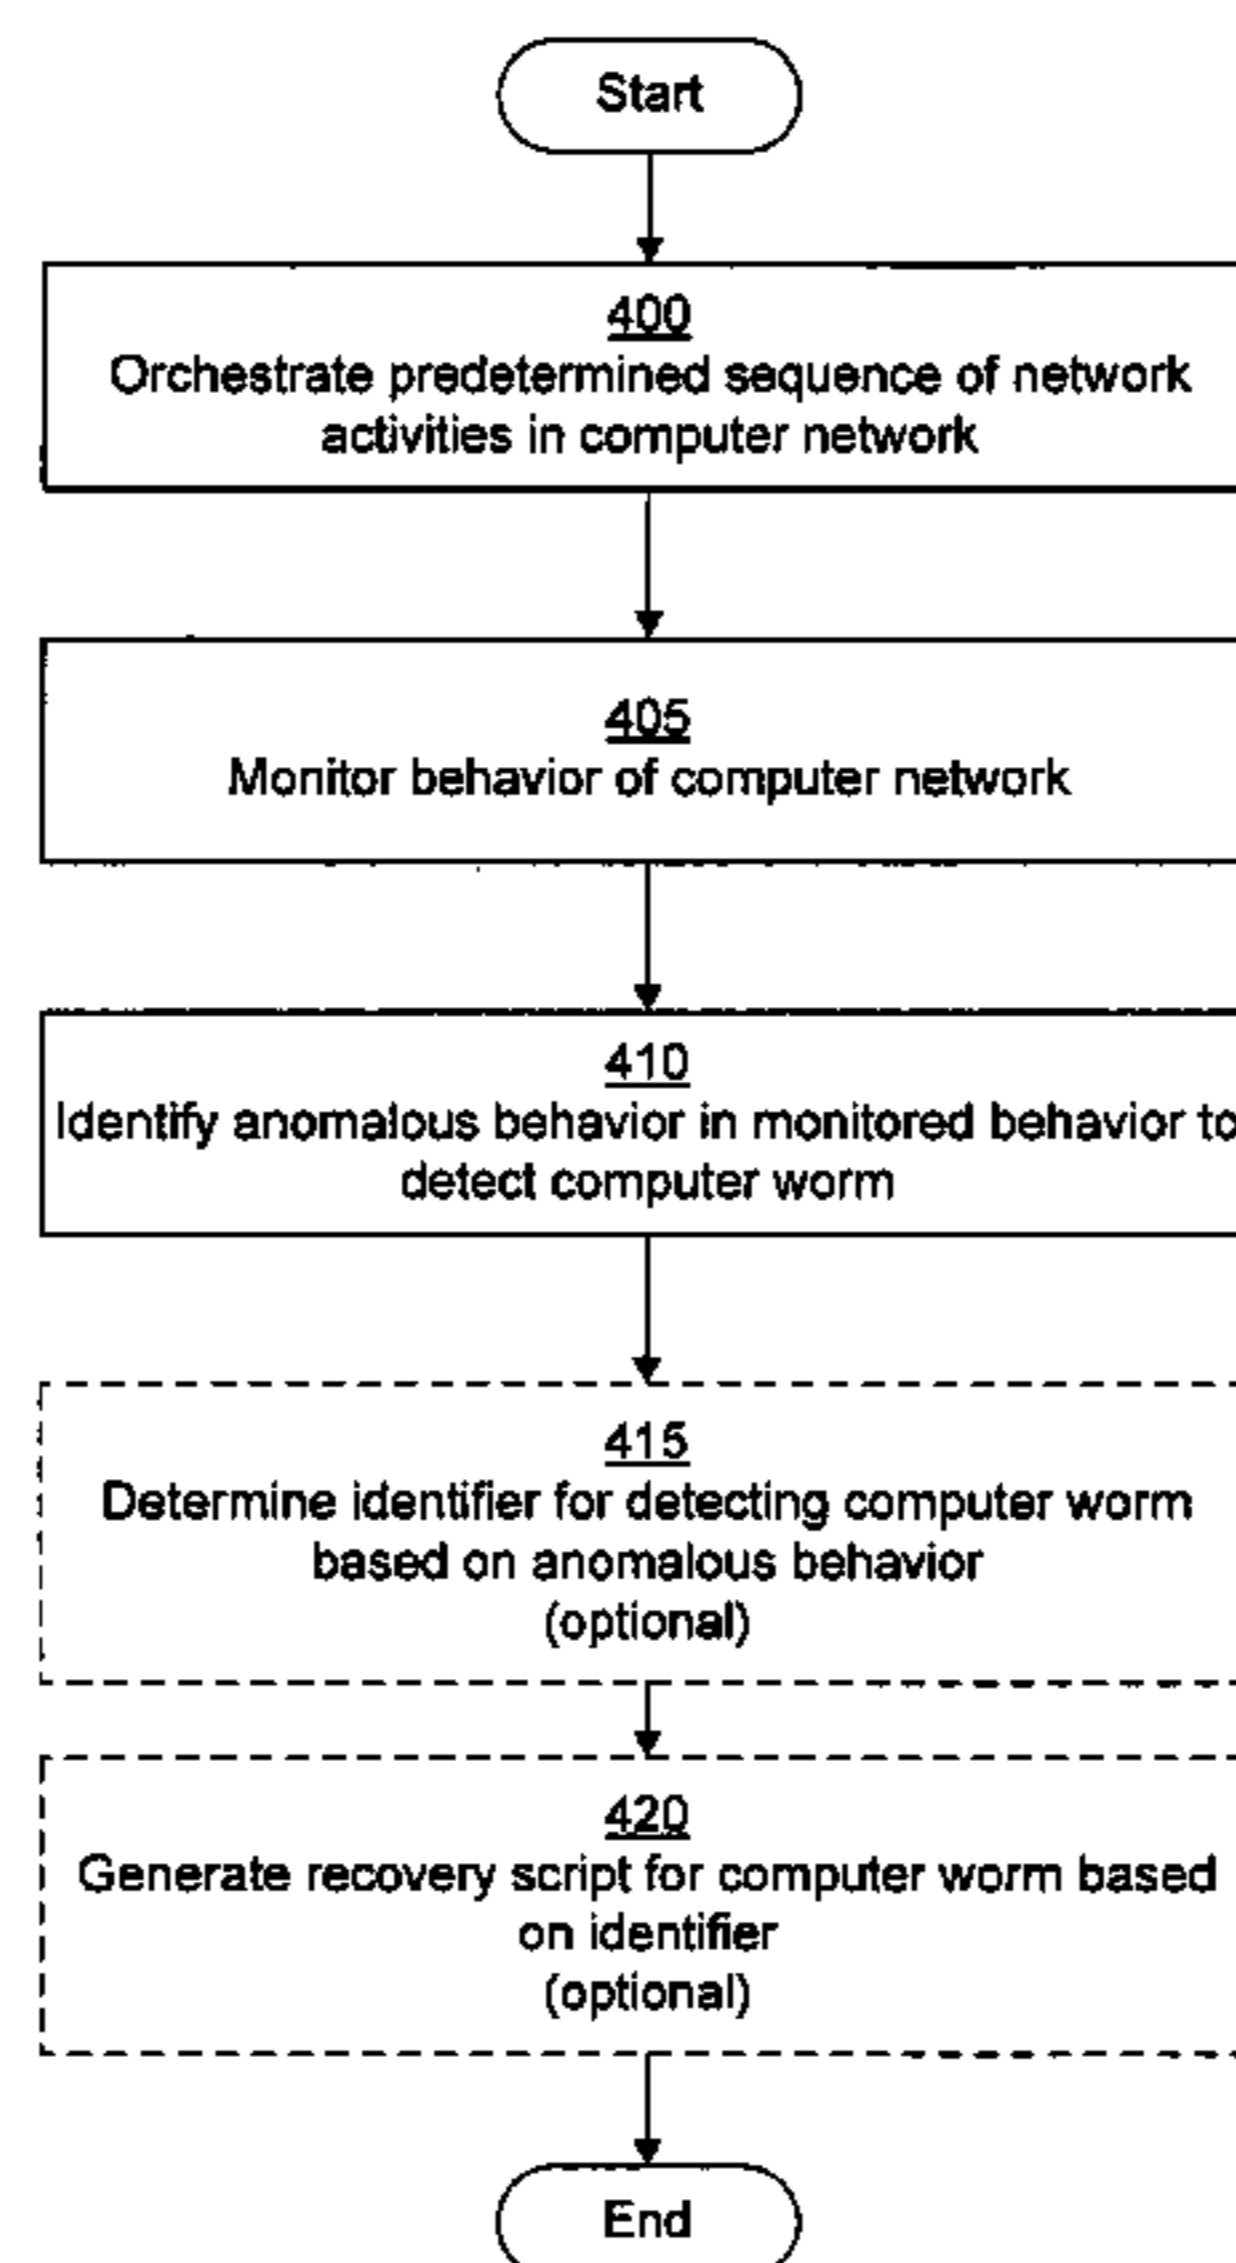 Start
400
Orchestrate predetermined sequence of network
activities in computer network
405
Monitor behavior of computer network
410
Identify anomalous behavior in monitored behavior to
detect computer worm
415
Determine identifier for detecting computer worm
based on anomalous behavior
(optional)
420
Generate recovery script for computer worm based
on identifier
(optional)
End